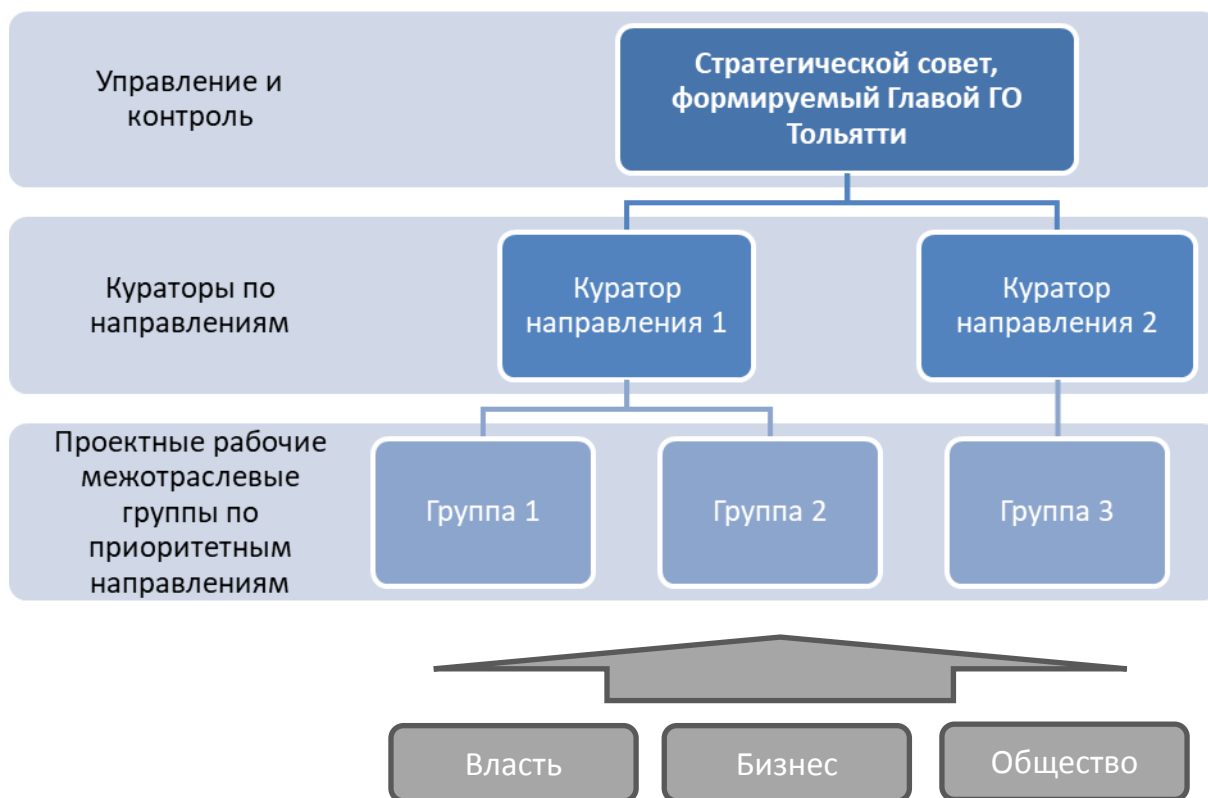 Управление и
контроль
Стратегической совет,
формируемый Главой ГО
Тольятти
Кураторы по
направлениям
Куратор
направления 1
Куратор
направления 2
Проектные рабочие
межотраслевые
группы по
приоритетным
направлениям
Группа 1
Группа 2
Группа 3
Власть
Бизнес
Общество